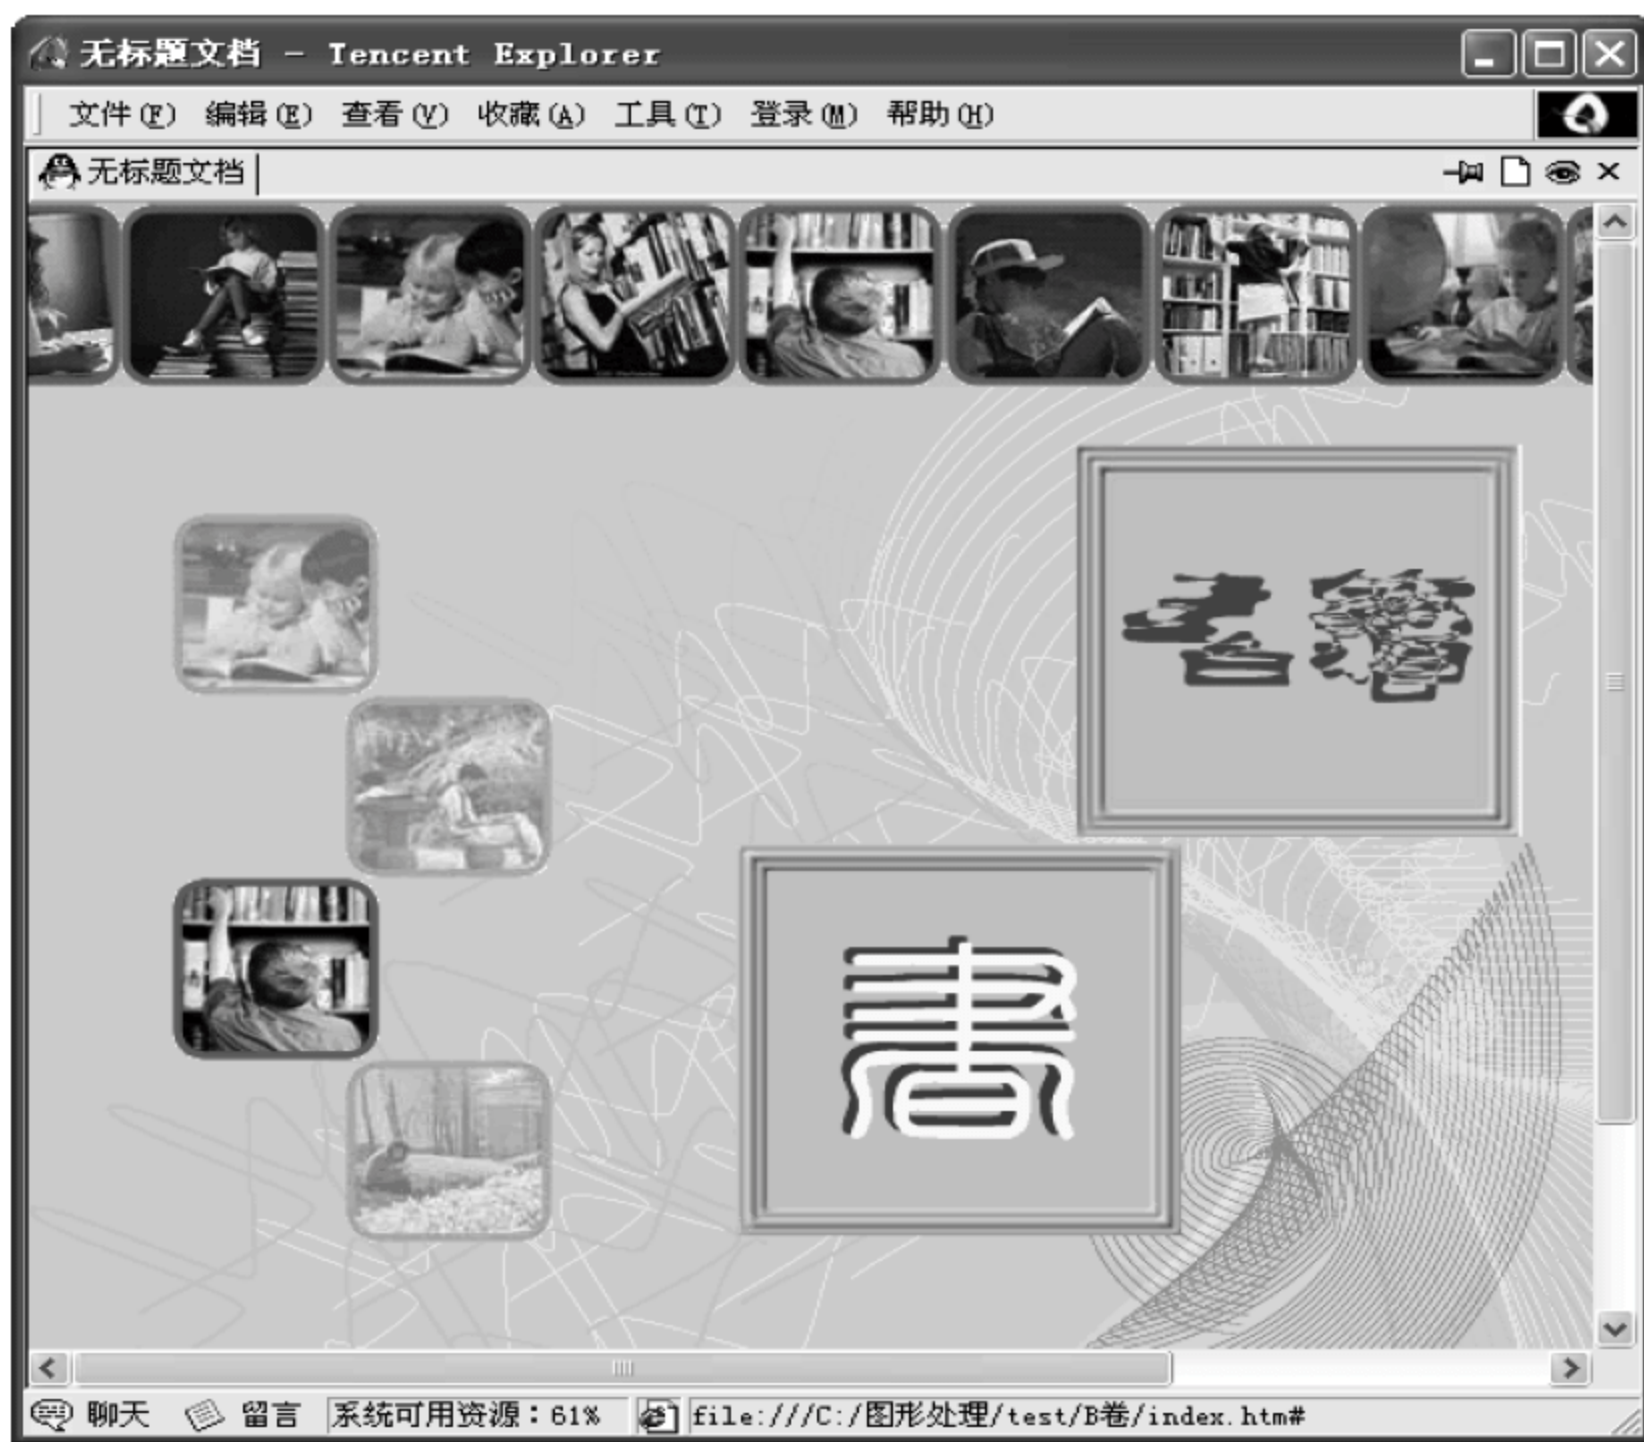 无标题文档 - Tencent Explorer
文件(F) 编辑(E) 查看(V) 收藏(A) 工具(T) 登录(M) 帮助(H)
无标题文档
書
聊天 留言 系统可用资源：61% file:///C:/图形处理/test/B卷/index.htm#